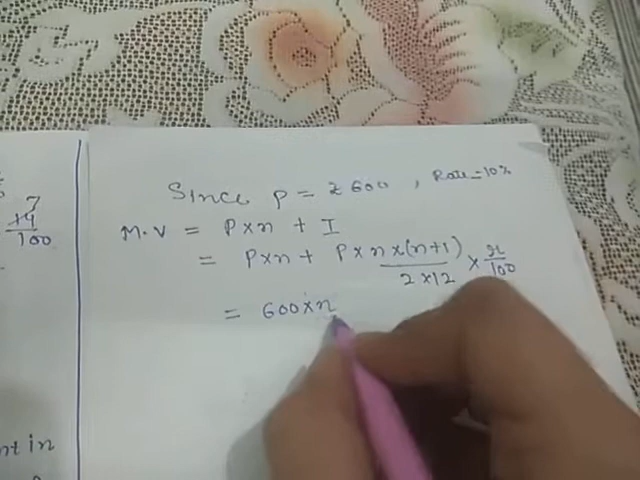 7
14
100
Since P = ₹ 600 , Rate = 10%
M.V = P×n + I
= P×n + P×n×(n+1)/2×12 × r/100
= 600×n
nt in